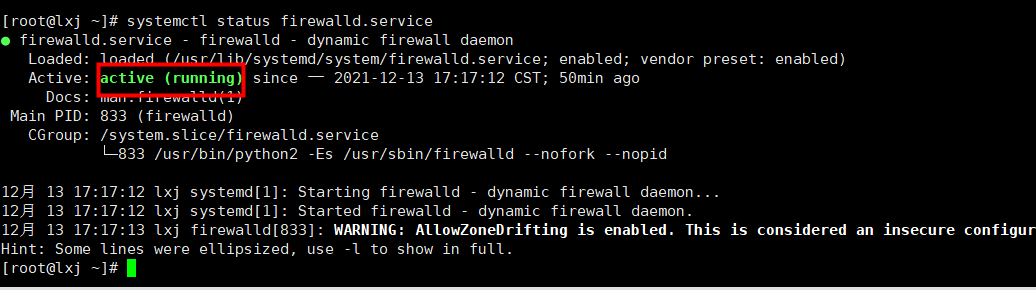 [root@lxj ~]# systemctl status firewalld.service
● firewalld.service - firewalld - dynamic firewall daemon
   Loaded: loaded (/usr/lib/systemd/system/firewalld.service; enabled; vendor preset: enabled)
   Active: active (running) since 一 2021-12-13 17:17:12 CST; 50min ago
     Docs: man:firewalld(1)
 Main PID: 833 (firewalld)
   CGroup: /system.slice/firewalld.service
           └─833 /usr/bin/python2 -Es /usr/sbin/firewalld --nofork --nopid
12月 13 17:17:12 lxj systemd[1]: Starting firewalld - dynamic firewall daemon...
12月 13 17:17:12 lxj systemd[1]: Started firewalld - dynamic firewall daemon.
12月 13 17:17:13 lxj firewalld[833]: WARNING: AllowZoneDrifting is enabled. This is considered an insecure configur
Hint: Some lines were ellipsized, use -l to show in full.
[root@lxj ~]#